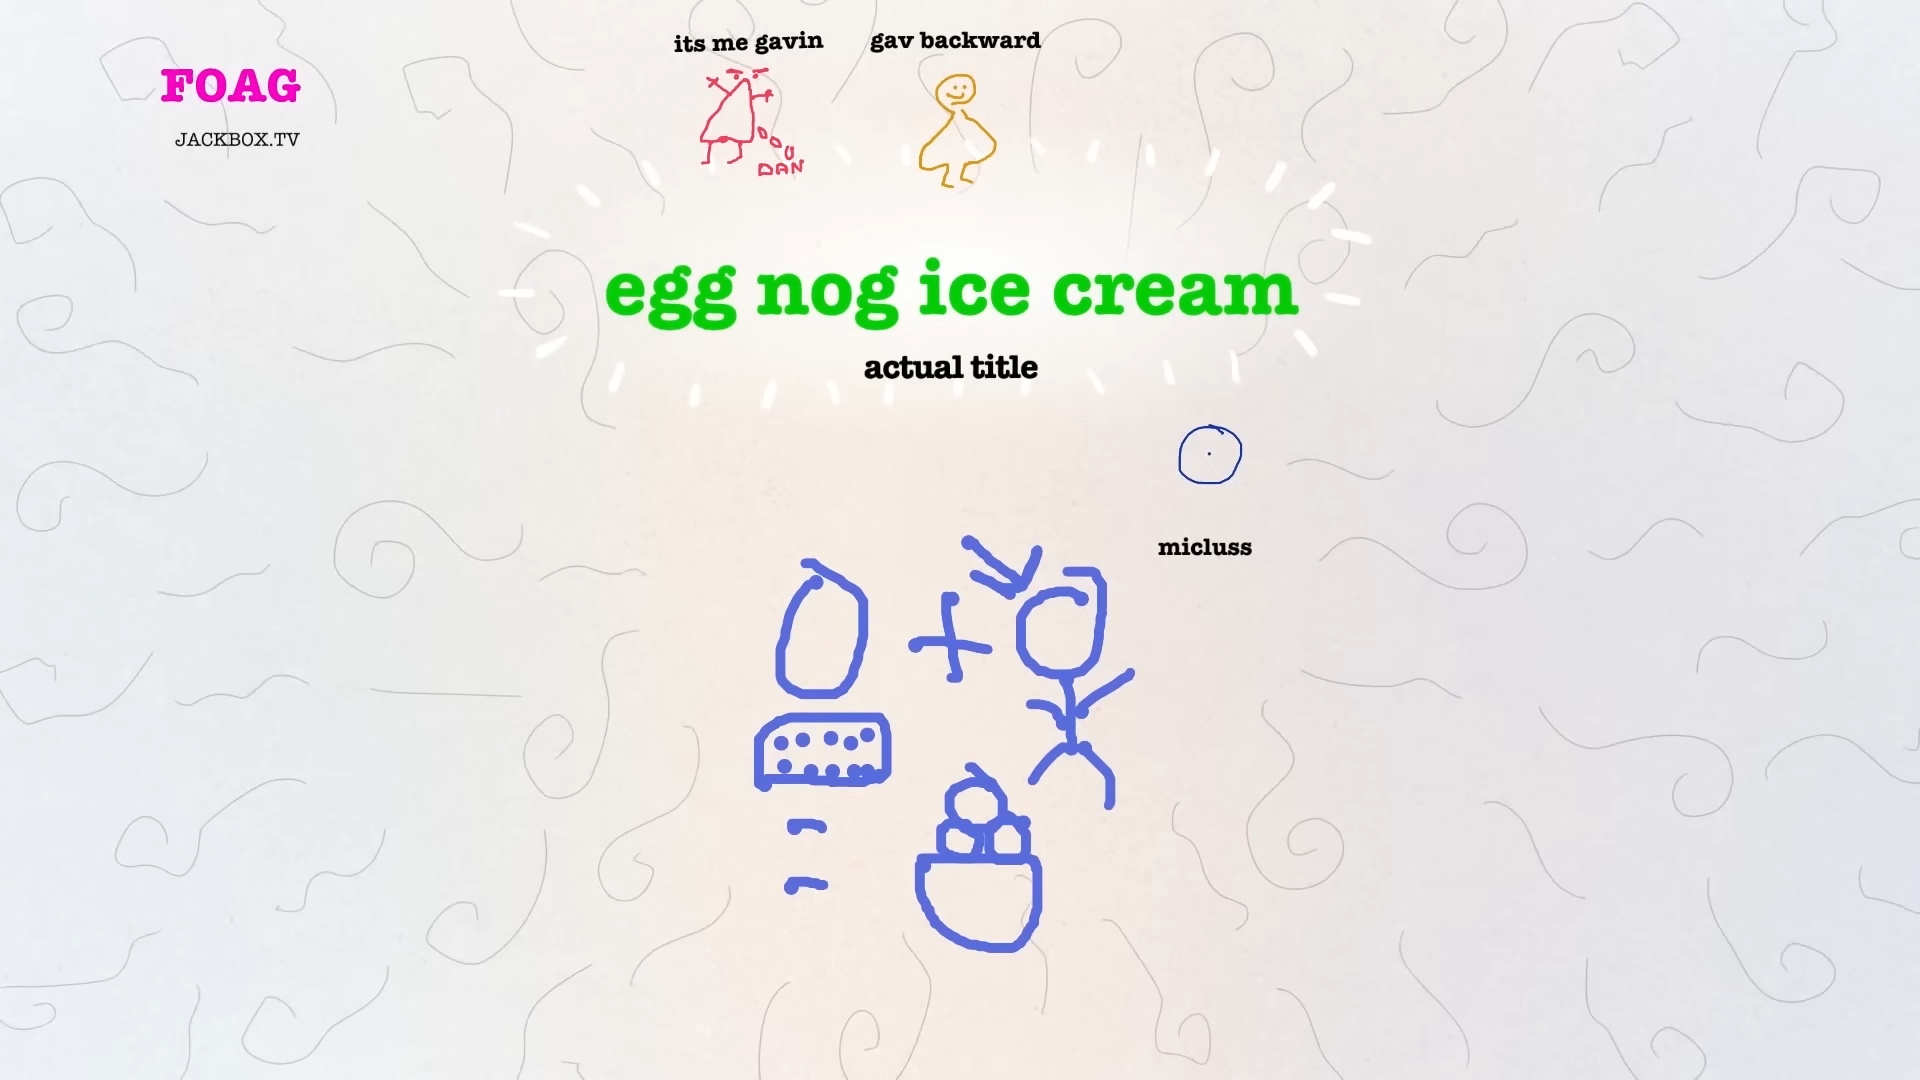 its me gavin
gav backward
FOAG
JACKBOX.TV
DAN
egg nog ice cream
actual title
micluss